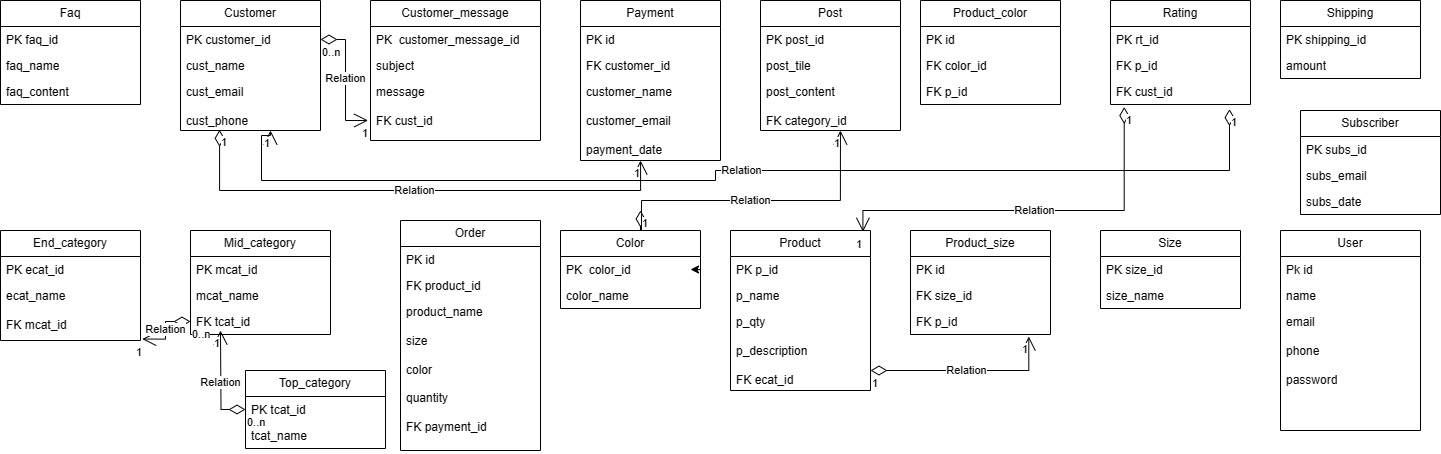 Faq
PK faq_id
faq_name
faq_content
Customer
PK customer_id
cust_name
cust_email
cust_phone
0..n
Relation
1
Customer_message
PK customer_message_id
subject
message
FK cust_id
Payment
PK id
FK customer_id
customer_name
customer_email
payment_date
Post
PK post_id
post_tile
post_content
FK category_id
Product_color
PK id
FK color_id
FK p_id
Rating
PK rt_id
FK p_id
FK cust_id
Shipping
PK shipping_id
amount
Subscriber
PK subs_id
subs_email
subs_date
1
1
1
1
1
1
Relation
1
Relation
Relation
1
Relation
End_category
PK ecat_id
ecat_name
FK mcat_id
Relation
1
Mid_category
PK mcat_id
mcat_name
FK tcat_id
0..n
1
Relation
Top_category
PK tcat_id
0..n
tcat_name
Order
PK id
FK product_id
product_name
size
color
quantity
FK payment_id
Color
PK color_id
color_name
Product
1
PK p_id
p_name
p_qty
p_description
FK ecat_id
1
Relation
1
Product_size
PK id
FK size_id
FK p_id
Size
PK size_id
size_name
User
Pk id
name
email
phone
password